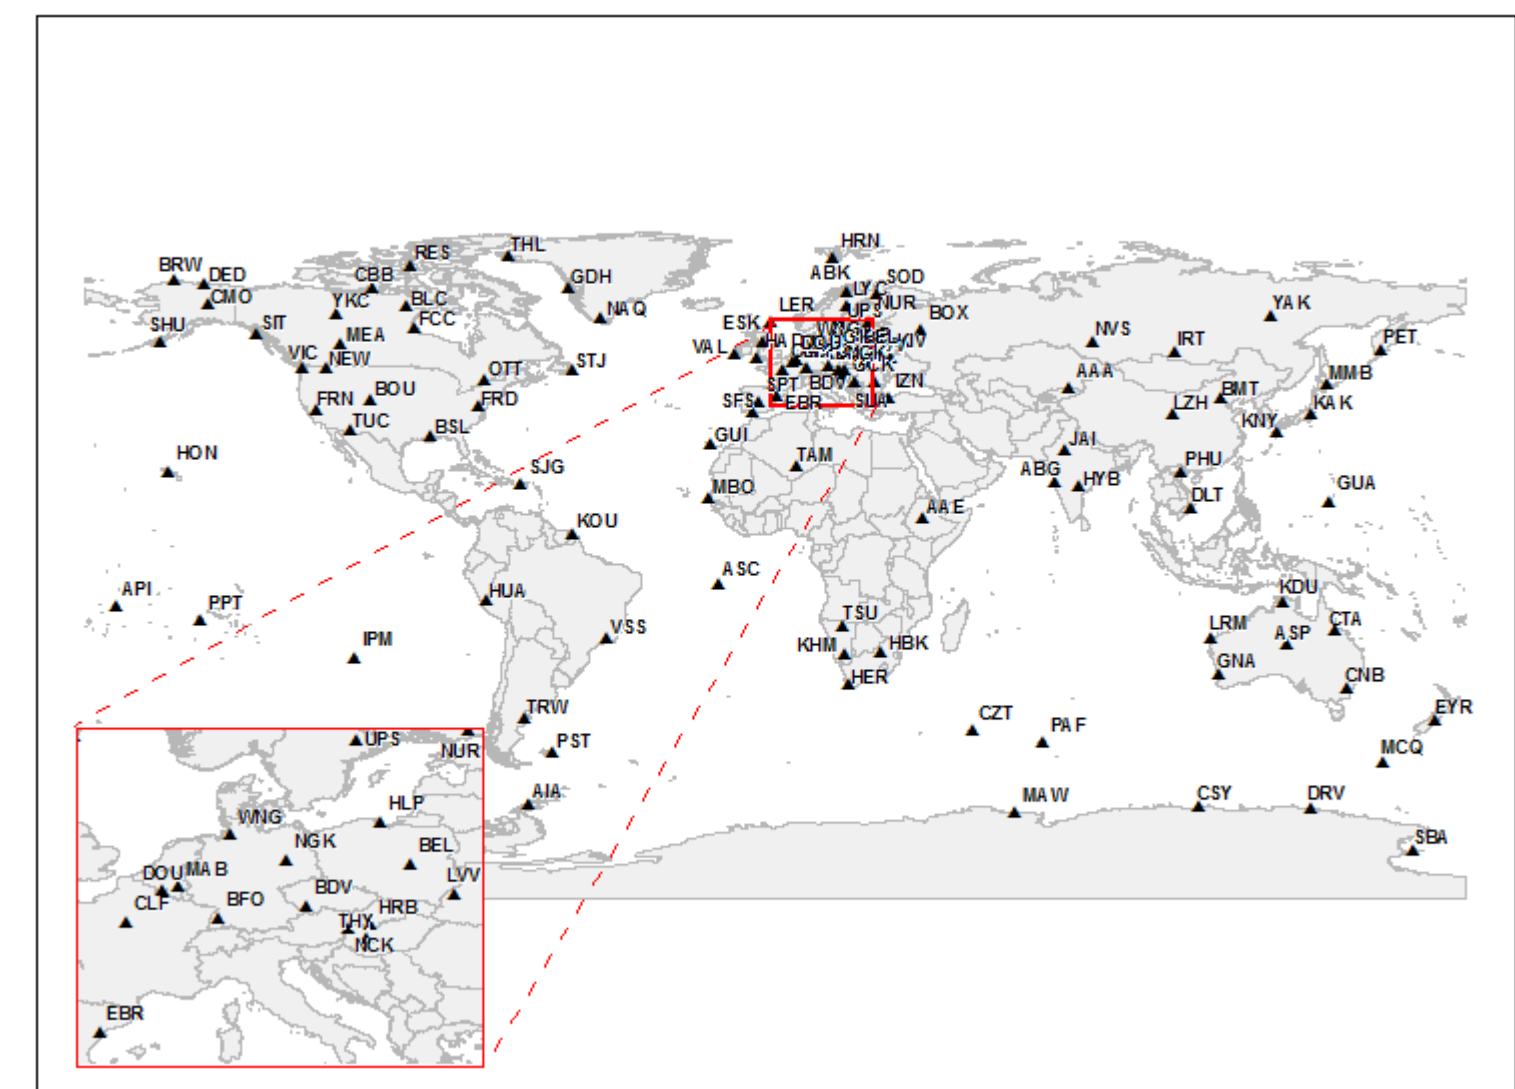 THL
HRN
RES
BRW
DED
CBB
GDH
ABK
SOD
CMO
YKC
BLC
LYC
NUR
NAQ
LER
UPS
BOX
YAK
SHU
SIT
FCC
ESK
MEA
NVS
IRT
PET
VIC
NEW
VAL
STJ
OTT
AAA
MMB
FRN
BOU
FRD
SPT
BDV
IZN
BMT
SFS
EBR
SUA
LZH
KAK
TUC
BSL
KNY
GUI
JAI
HON
TAM
SJG
ABG
HYB
PHU
GUA
MBO
DLT
AAE
KOU
ASC
API
PPT
HUA
KDU
VSS
TSU
LRM
ASP
CTA
IPM
KHM
HBK
HER
GNA
CNB
TRW
CZT
PAF
EYR
PST
MCQ
AIA
MAW
CSY
DRV
SBA
UPS
NUR
HLP
WNG
NGK
BEL
DOU
MAB
LVV
CLF
BFO
BDV
HRB
THY
NCK
EBR